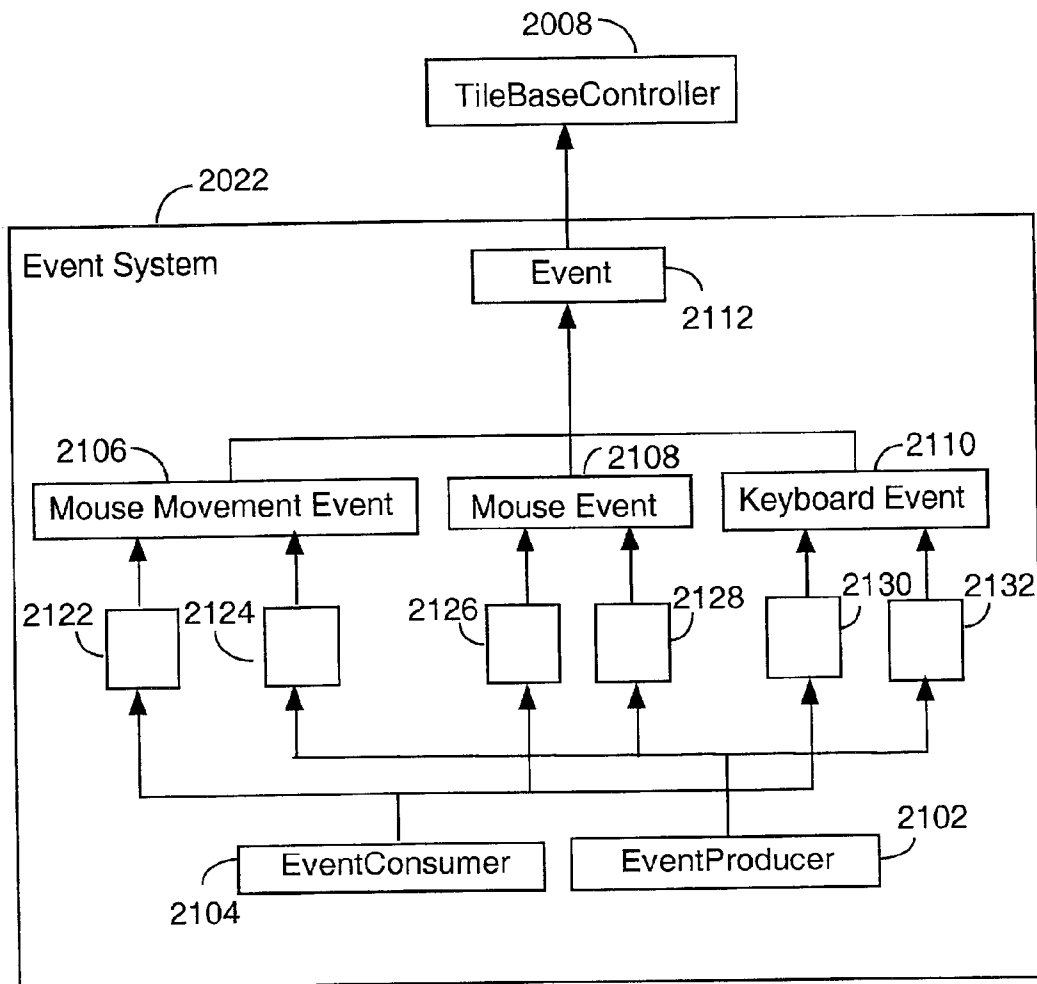 2008
TileBaseController
2022
Event System
Event
2112
2106
2108
2110
Mouse Movement Event
Mouse Event
Keyboard Event
2122
2124
2126
2128
2130
2132
EventConsumer
EventProducer
2102
2104